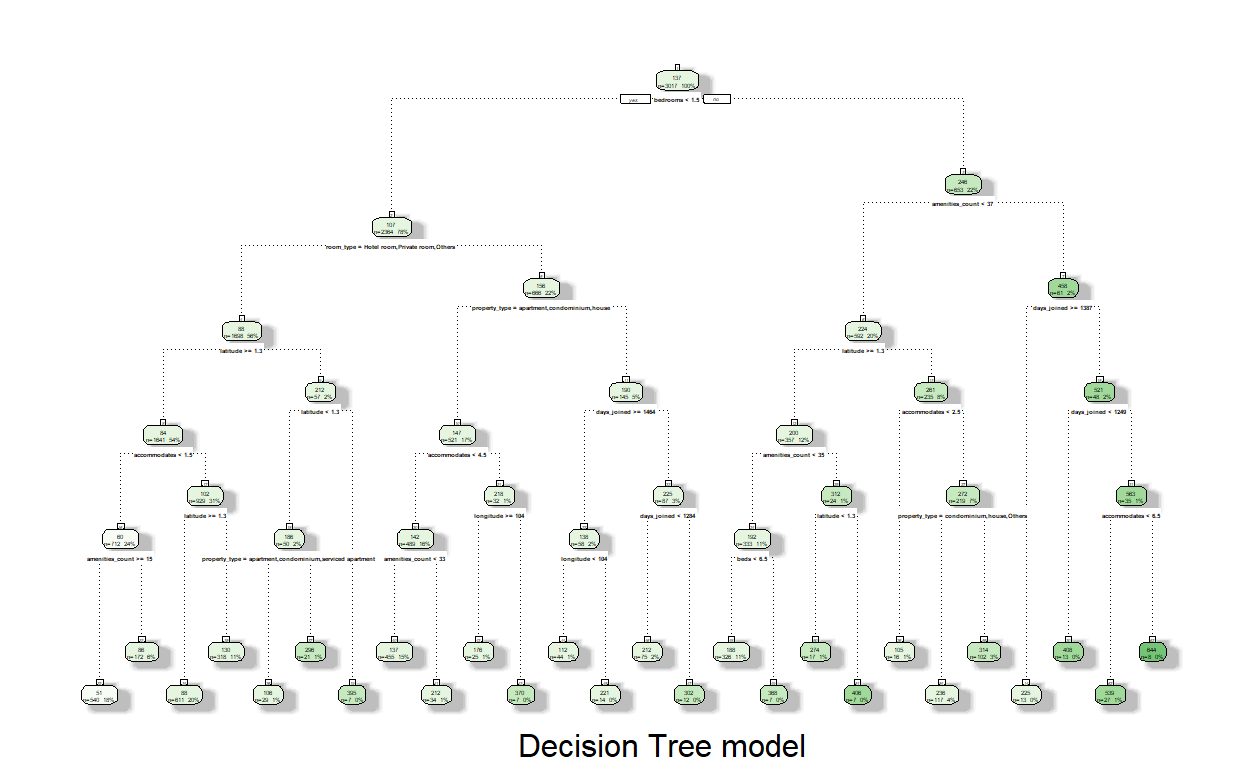 137
n=3017 100%
yes
bedrooms < 1.5
no
246
n=653 22%
amenities_count < 37
107
n=2364 78%
room_type = Hotel room,Private room,Others
156
n=666 22%
property_type = apartment,condominium,house
458
n=61 2%
days_joined >= 1387
88
n=1698 56%
latitude >= 1.3
224
n=592 20%
latitude >= 1.3
212
n=57 2%
latitude < 1.3
190
n=145 5%
days_joined >= 1464
261
n=235 8%
accommodates < 2.5
521
n=48 2%
days_joined < 1249
84
n=1641 54%
accommodates < 1.5
147
n=521 17%
accommodates < 4.5
200
n=357 12%
amenities_count < 35
102
n=929 31%
latitude >= 1.3
218
n=32 1%
longitude >= 104
225
n=87 3%
days_joined < 1284
312
n=24 1%
latitude < 1.3
272
n=219 7%
property_type = condominium,house,Others
563
n=35 1%
accommodates < 6.5
60
n=712 24%
amenities_count >= 15
186
n=50 2%
property_type = apartment,condominium,serviced apartment
142
n=489 16%
amenities_count < 33
138
n=58 2%
longitude < 104
192
n=333 11%
beds < 6.5
86
n=172 6%
130
n=318 11%
296
n=21 1%
137
n=455 15%
176
n=25 1%
112
n=44 1%
212
n=75 2%
188
n=326 11%
274
n=17 1%
105
n=16 1%
314
n=102 3%
408
n=13 0%
644
n=8 0%
51
n=540 18%
88
n=611 20%
106
n=29 1%
395
n=7 0%
212
n=34 1%
370
n=7 0%
221
n=14 0%
302
n=12 0%
368
n=7 0%
406
n=7 0%
236
n=117 4%
225
n=13 0%
539
n=27 1%
Decision Tree model